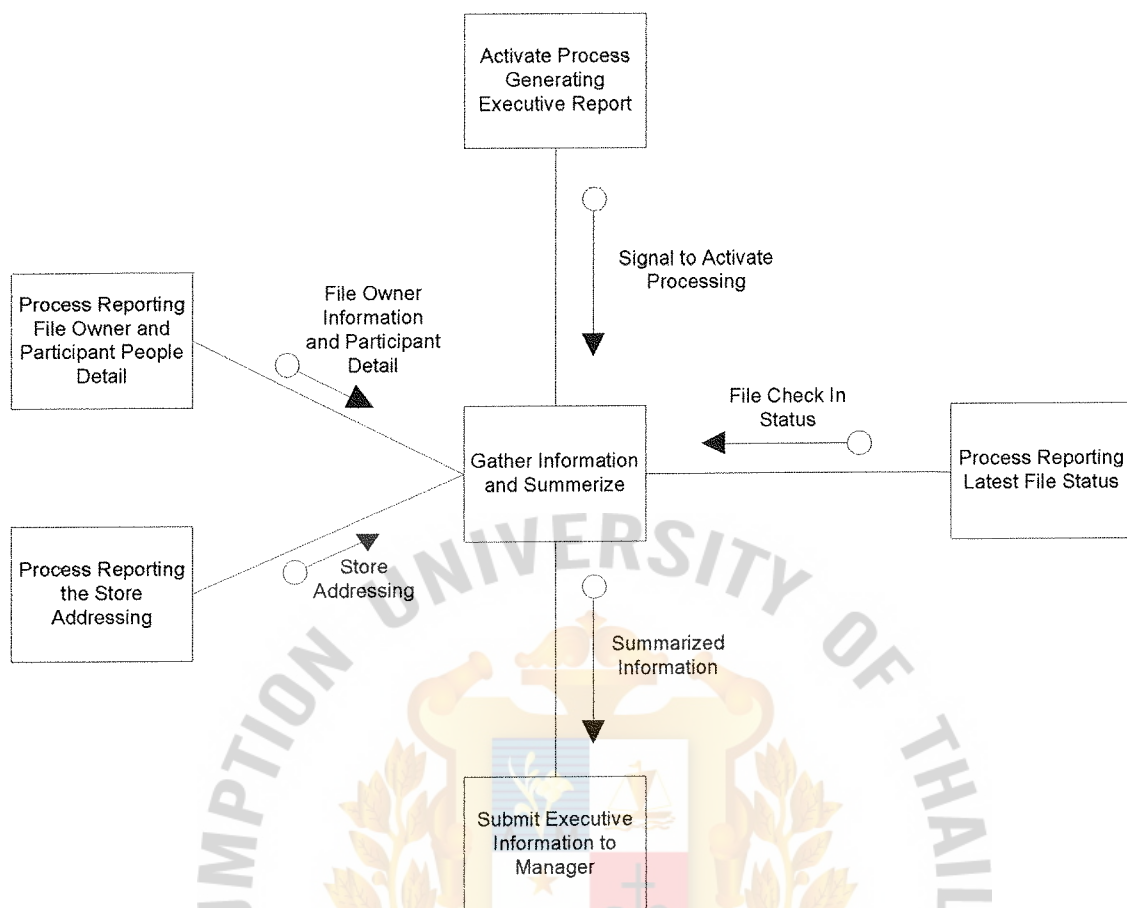 Activate Process
Generating
Executive Report
Signal to Activate
Processing
Process Reporting
File Owner and
Participant People
Detail
File Owner
Information
and Participant
Detail
File Check In
Status
Gather Information
and Summerize
Process Reporting
Latest File Status
Process Reporting
the Store
Addressing
Store
Addressing
Summarized
Information
Submit Executive
Information to
Manager
UMPTION UNIVERSITY OF THAIL